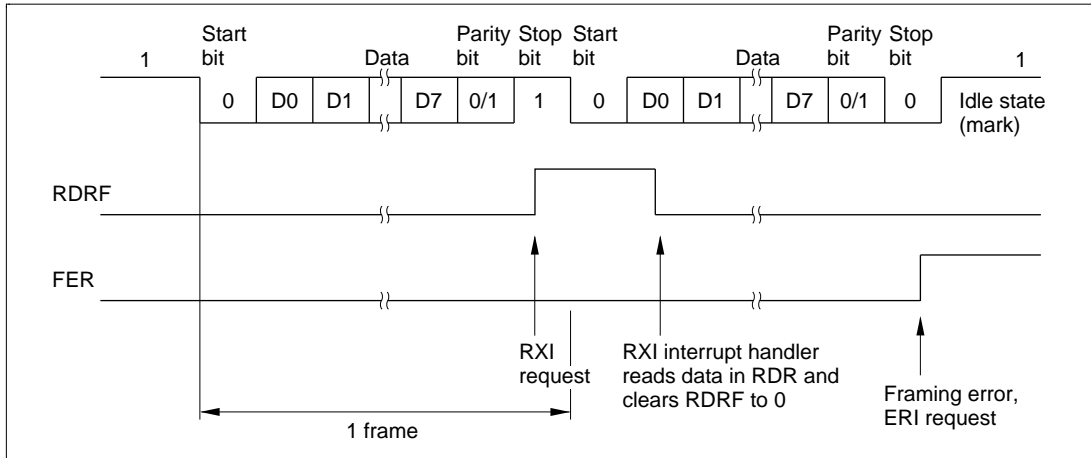 1
Start bit
Data
Parity bit
Stop bit
Start bit
Data
Parity bit
Stop bit
1
0 D0 D1 D7 0/1 1 0 D0 D1 D7 0/1 0
Idle state
(mark)
RDRF
FER
RXI
request
RXI interrupt handler
reads data in RDR and
clears RDRF to 0
Framing error,
ERI request
1 frame